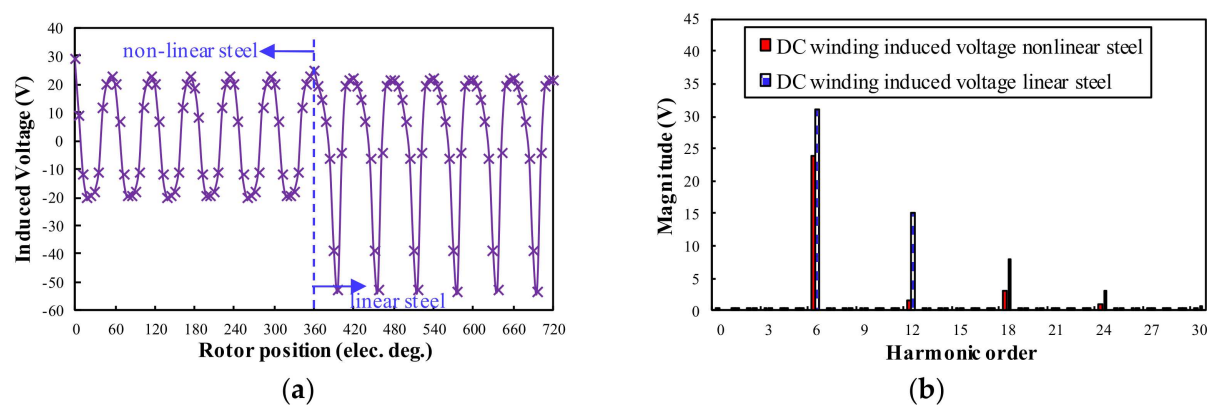 40
30
20
10
0
-10
-20
-30
-40
-50
-60
Induced Voltage (V)
non-linear steel
linear steel
0 60 120 180 240 300 360 420 480 540 600 660 720
Rotor position (elec. deg.)
(a)
45
40
35
30
25
20
15
10
5
0
Magnitude (V)
DC winding induced voltage nonlinear steel
DC winding induced voltage linear steel
0 3 6 9 12 15 18 21 24 27 30
Harmonic order
(b)